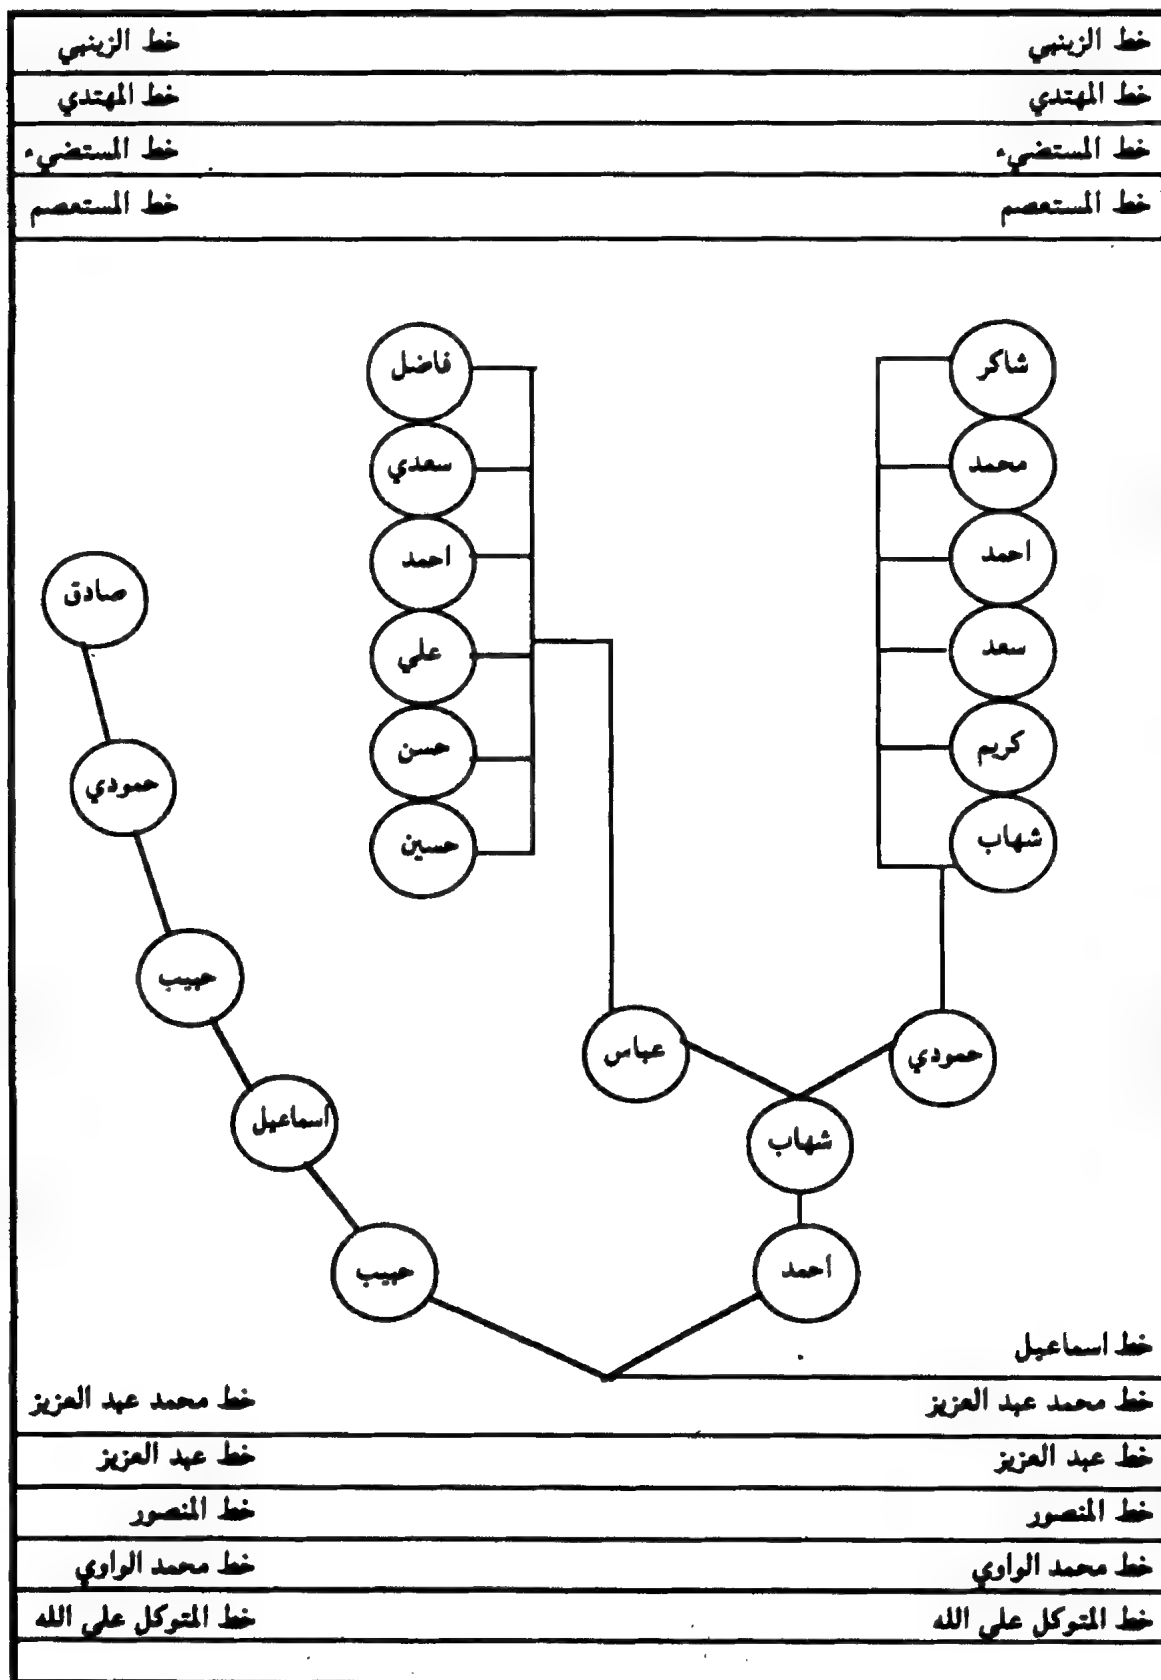 خط الزينبي خط الزينبي
خط المهتدي خط المهتدي
خط المستضيء خط المستضيء
خط المستعصم خط المستعصم
شاكر
محمد
احمد
سعد
كريم
شهاب
فاضل
سعدي
احمد
علي
حسن
حسين
صادق
حمودي
حبيب
اسماعيل
حبيب
حمودي
عباس
شهاب
احمد
خط اسماعيل
خط محمد عبد العزيز خط محمد عبد العزيز
خط عبد العزيز خط عبد العزيز
خط المنصور خط المنصور
خط محمد الواوي خط محمد الواوي
خط المتوكل على الله خط المتوكل على الله